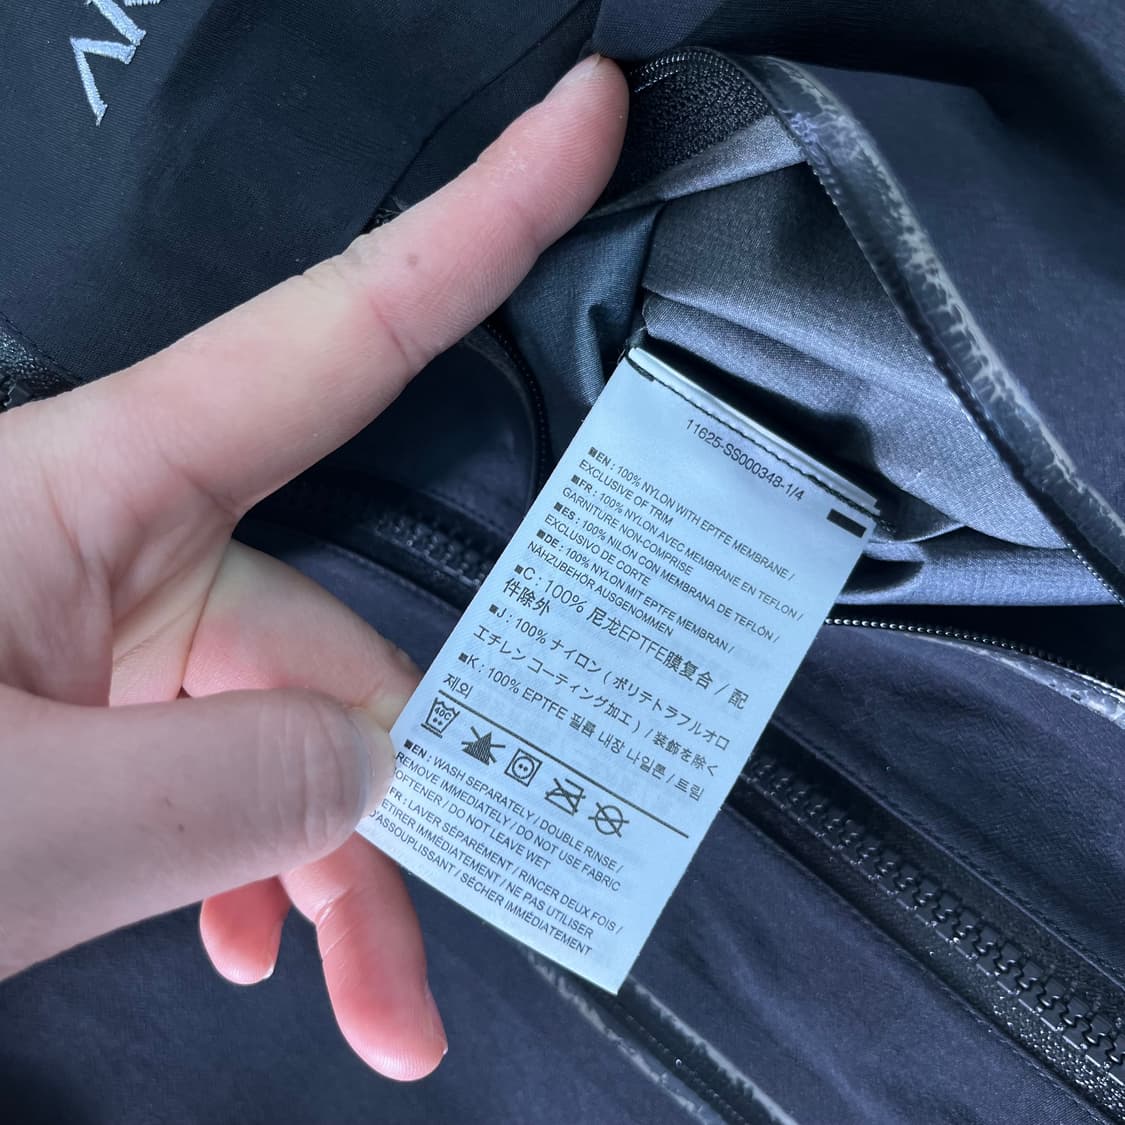 11625-SS000348-1/4
■EN : 100% NYLON WITH EPTFE MEMBRANE /
EXCLUSIVE OF TRIM
■FR : 100% NYLON AVEC MEMBRANE EN TEFLON /
GARNITURE NON-COMPRISE
■ES : 100% NILÓN CON MEMBRANA DE TEFLÓN /
EXCLUSIVO DE CORTE
■DE : 100% NYLON MIT EPTFE MEMBRAN /
NÄHZUBEHÖR AUSGENOMMEN
■C : 100% 尼龙EPTFE膜复合 / 配
件除外
■J : 100% ナイロン ( ポリテトラフルオロ
エチレンコーティング加工 ) / 装飾を除く
■K : 100% EPTFE 필름 내장 나일론 / 트림
제외
40C
■EN : WASH SEPARATELY / DOUBLE RINSE /
REMOVE IMMEDIATELY / DO NOT USE FABRIC
SOFTENER / DO NOT LEAVE WET
FR : LAVER SÉPARÉMENT / RINCER DEUX FOIS /
RETIRER IMMÉDIATEMENT / NE PAS UTILISER
D'ASSOUPLISSANT / SÉCHER IMMÉDIATEMENT